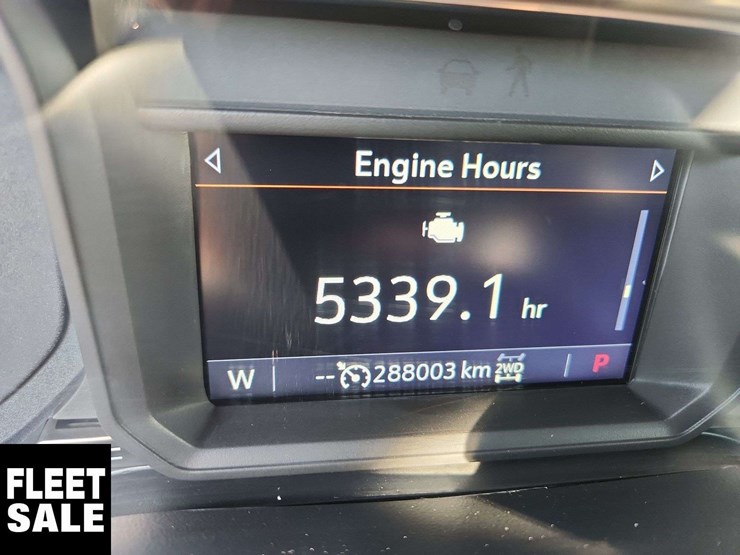 Engine Hours
5339.1 hr
W -- 288003 km 2WD P
FLEET
SALE